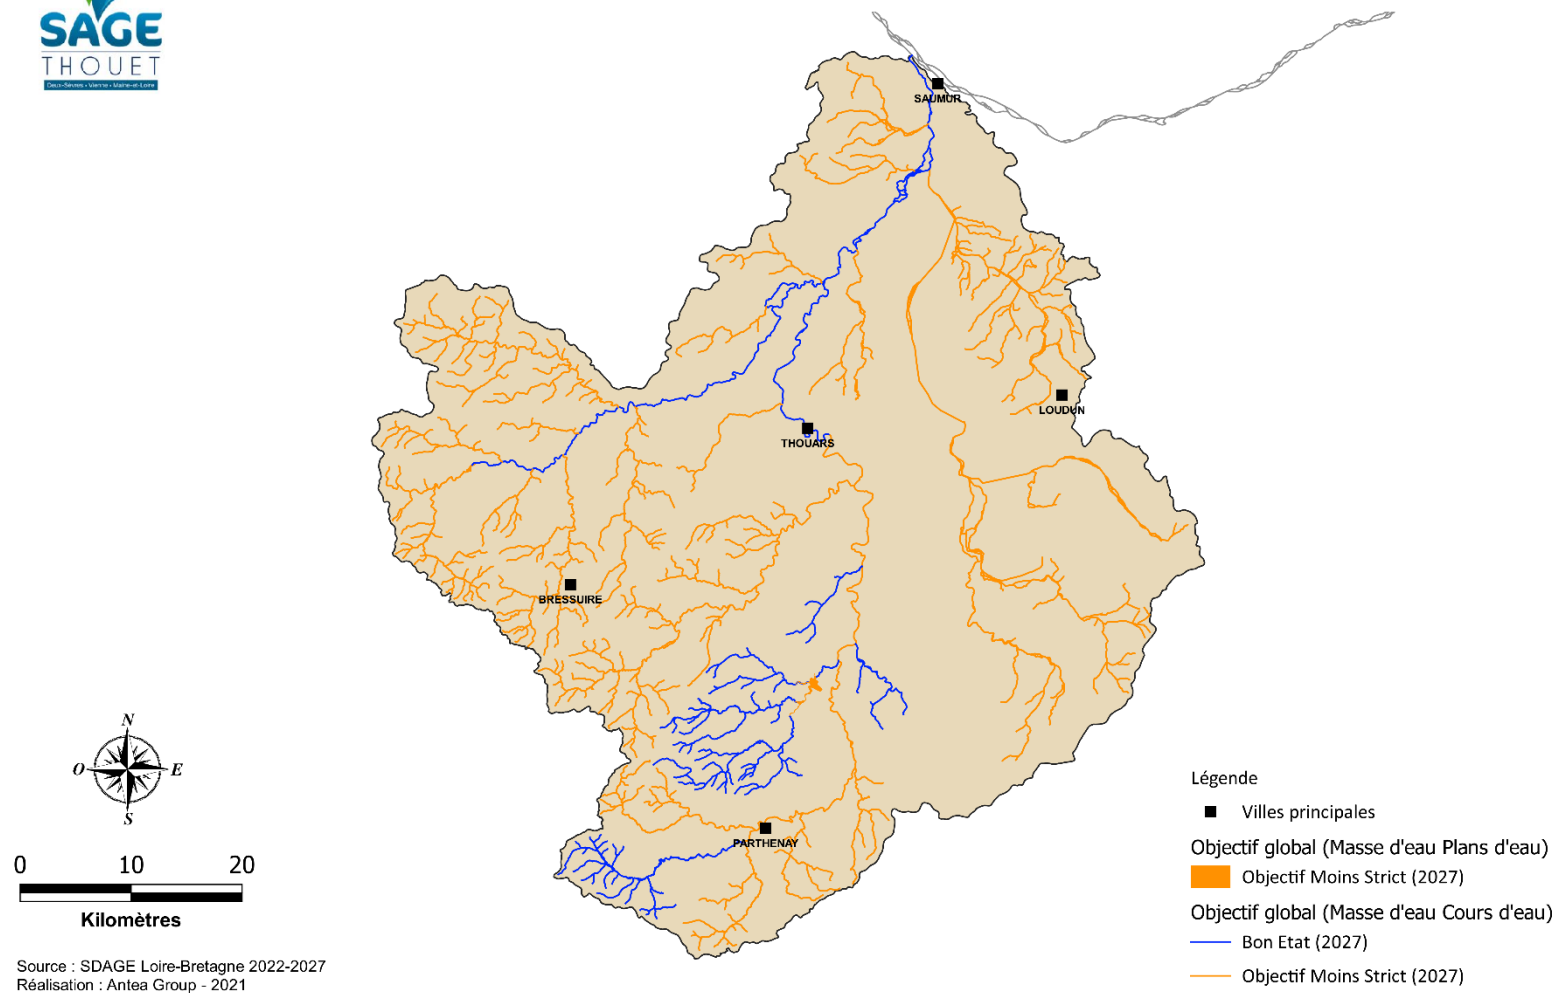 SAGE
THOUET
Deux-Sèvres • Vienne • Maine-et-Loire
SAUMUR
LOUDUN
THOUARS
BRESSUIRE
PARTHENAY
N
O
E
S
0 10 20
Kilomètres
Source : SDAGE Loire-Bretagne 2022-2027
Réalisation : Antea Group - 2021
Légende
Villes principales
Objectif global (Masse d'eau Plans d'eau)
Objectif Moins Strict (2027)
Objectif global (Masse d'eau Cours d'eau)
Bon Etat (2027)
Objectif Moins Strict (2027)